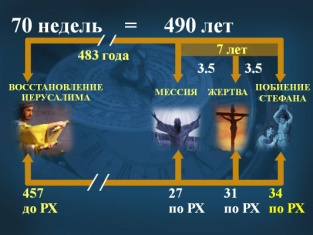 70 недель = 490 лет
483 года
7 лет
3.5 3.5
ВОССТАНОВЛЕНИЕ
ИЕРУСАЛИМА
МЕССИЯ
ЖЕРТВА
ПОБИЕНИЕ
СТЕФАНА
457
до РХ
27
по РХ
31
по РХ
34
по РХ